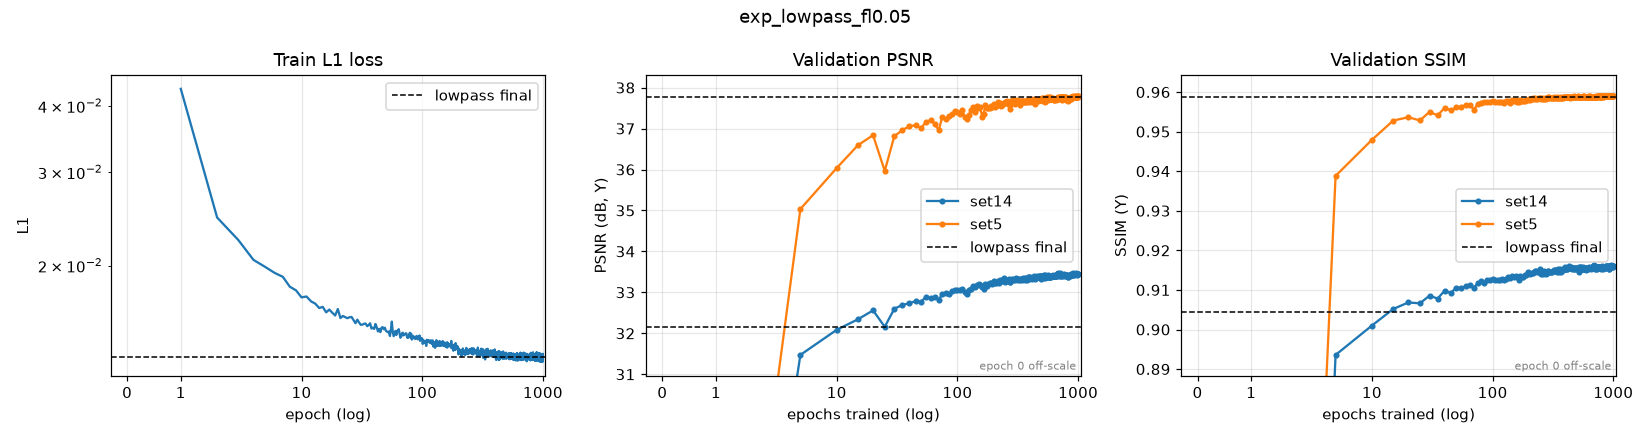 exp_lowpass_fl0.05
Train L1 loss
4 × 10⁻²
3 × 10⁻²
2 × 10⁻²
L1
lowpass final
0
1
10
100
1000
epoch (log)
Validation PSNR
38
37
36
35
34
33
32
31
PSNR (dB, Y)
set14
set5
lowpass final
epoch 0 off-scale
0
1
10
100
1000
epochs trained (log)
Validation SSIM
0.96
0.95
0.94
0.93
0.92
0.91
0.90
0.89
SSIM (Y)
set14
set5
lowpass final
epoch 0 off-scale
0
1
10
100
1000
epochs trained (log)